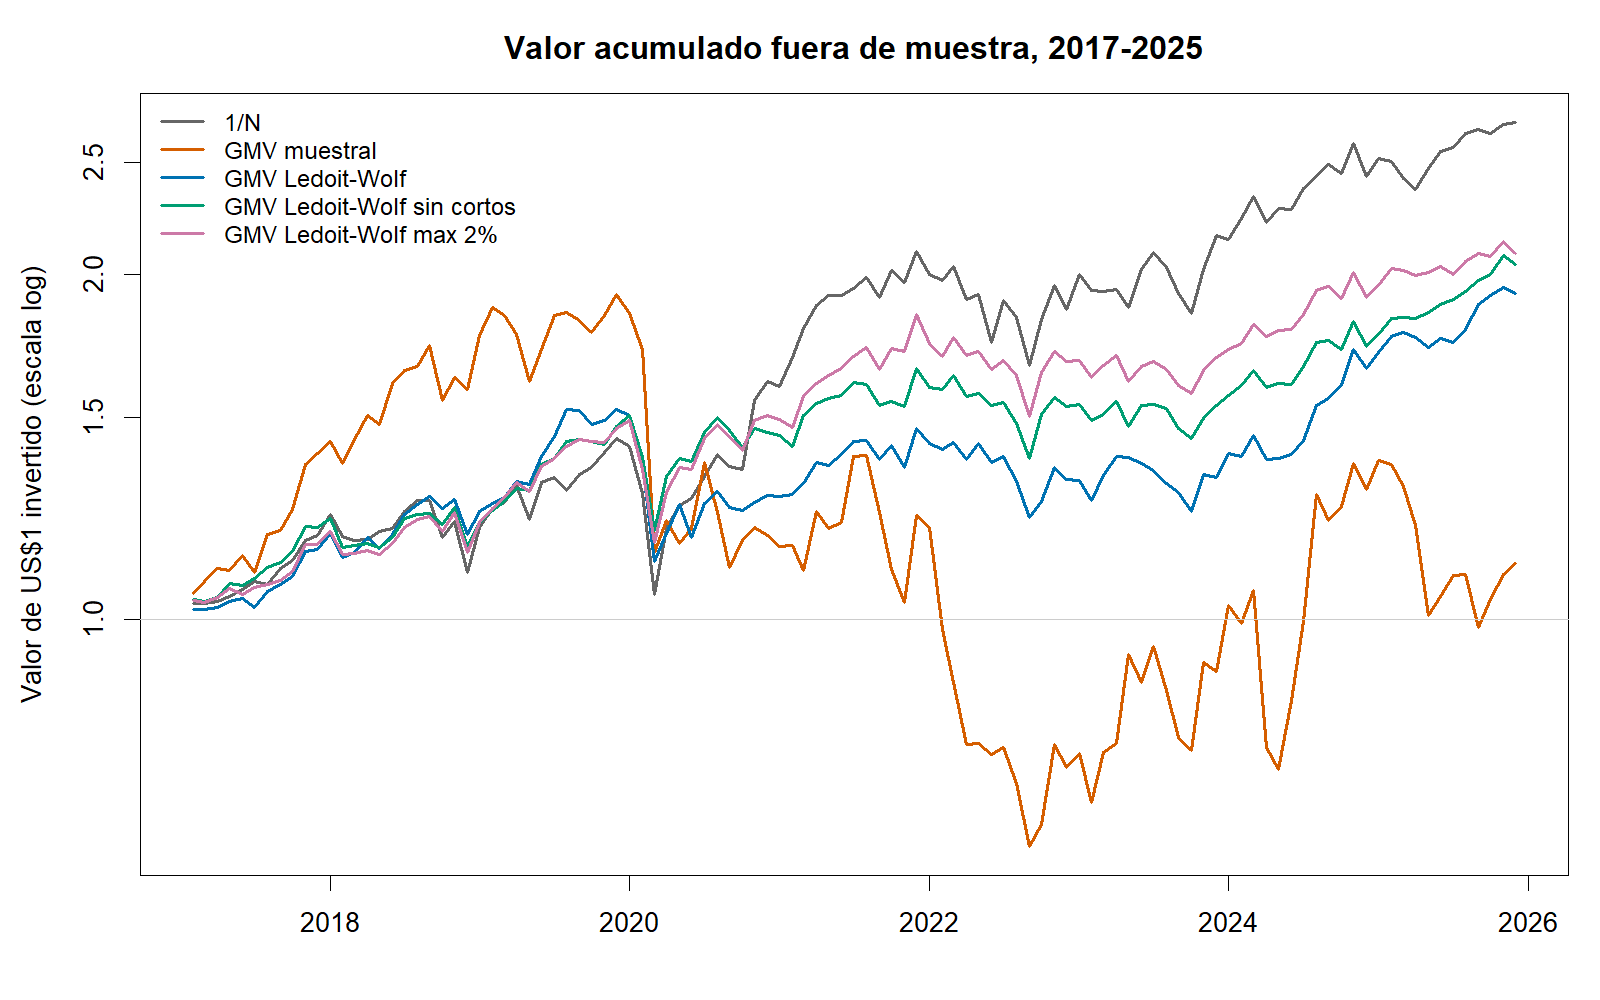 Valor acumulado fuera de muestra, 2017-2025
1/N
GMV muestral
GMV Ledoit-Wolf
GMV Ledoit-Wolf sin cortos
GMV Ledoit-Wolf max 2%
Valor de US$1 invertido (escala log)
2.5
2.0
1.5
1.0
2018
2020
2022
2024
2026